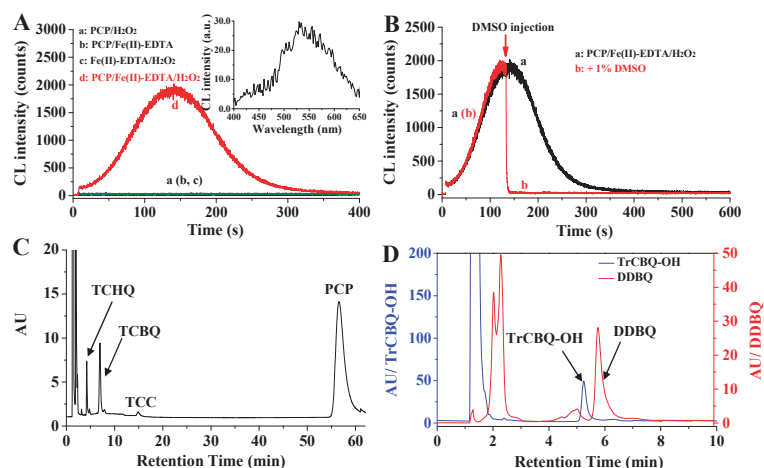 A
a: PCP/H₂O₂
b: PCP/Fe(II)-EDTA
c: Fe(II)-EDTA/H₂O₂
d: PCP/Fe(II)-EDTA/H₂O₂
CL intensity (counts)
3000
2500
2000
1500
1000
500
0
d
a (b, c)
0 100 200 300 400
Time (s)
CL intensity (a.u.)
30.0
20.0
10.0
0.0
400 450 500 550 600 650
Wavelength (nm)
B
DMSO injection
a: PCP/Fe(II)-EDTA/H₂O₂
b: + 1% DMSO
CL intensity (counts)
2500
2000
1500
1000
500
0
a
a (b)
b
0 100 200 300 400 500 600
Time (s)
C
AU
20
15
10
5
0
TCHQ
TCBQ
TCC
PCP
0 10 20 30 40 50 60
Retention Time (min)
D
AU/ TrCBQ-OH
200
150
100
50
0
TrCBQ-OH
DDBQ
TrCBQ-OH
DDBQ
50
40
30
20
10
0
AU/ DDBQ
0 2 4 6 8 10
Retention Time (min)